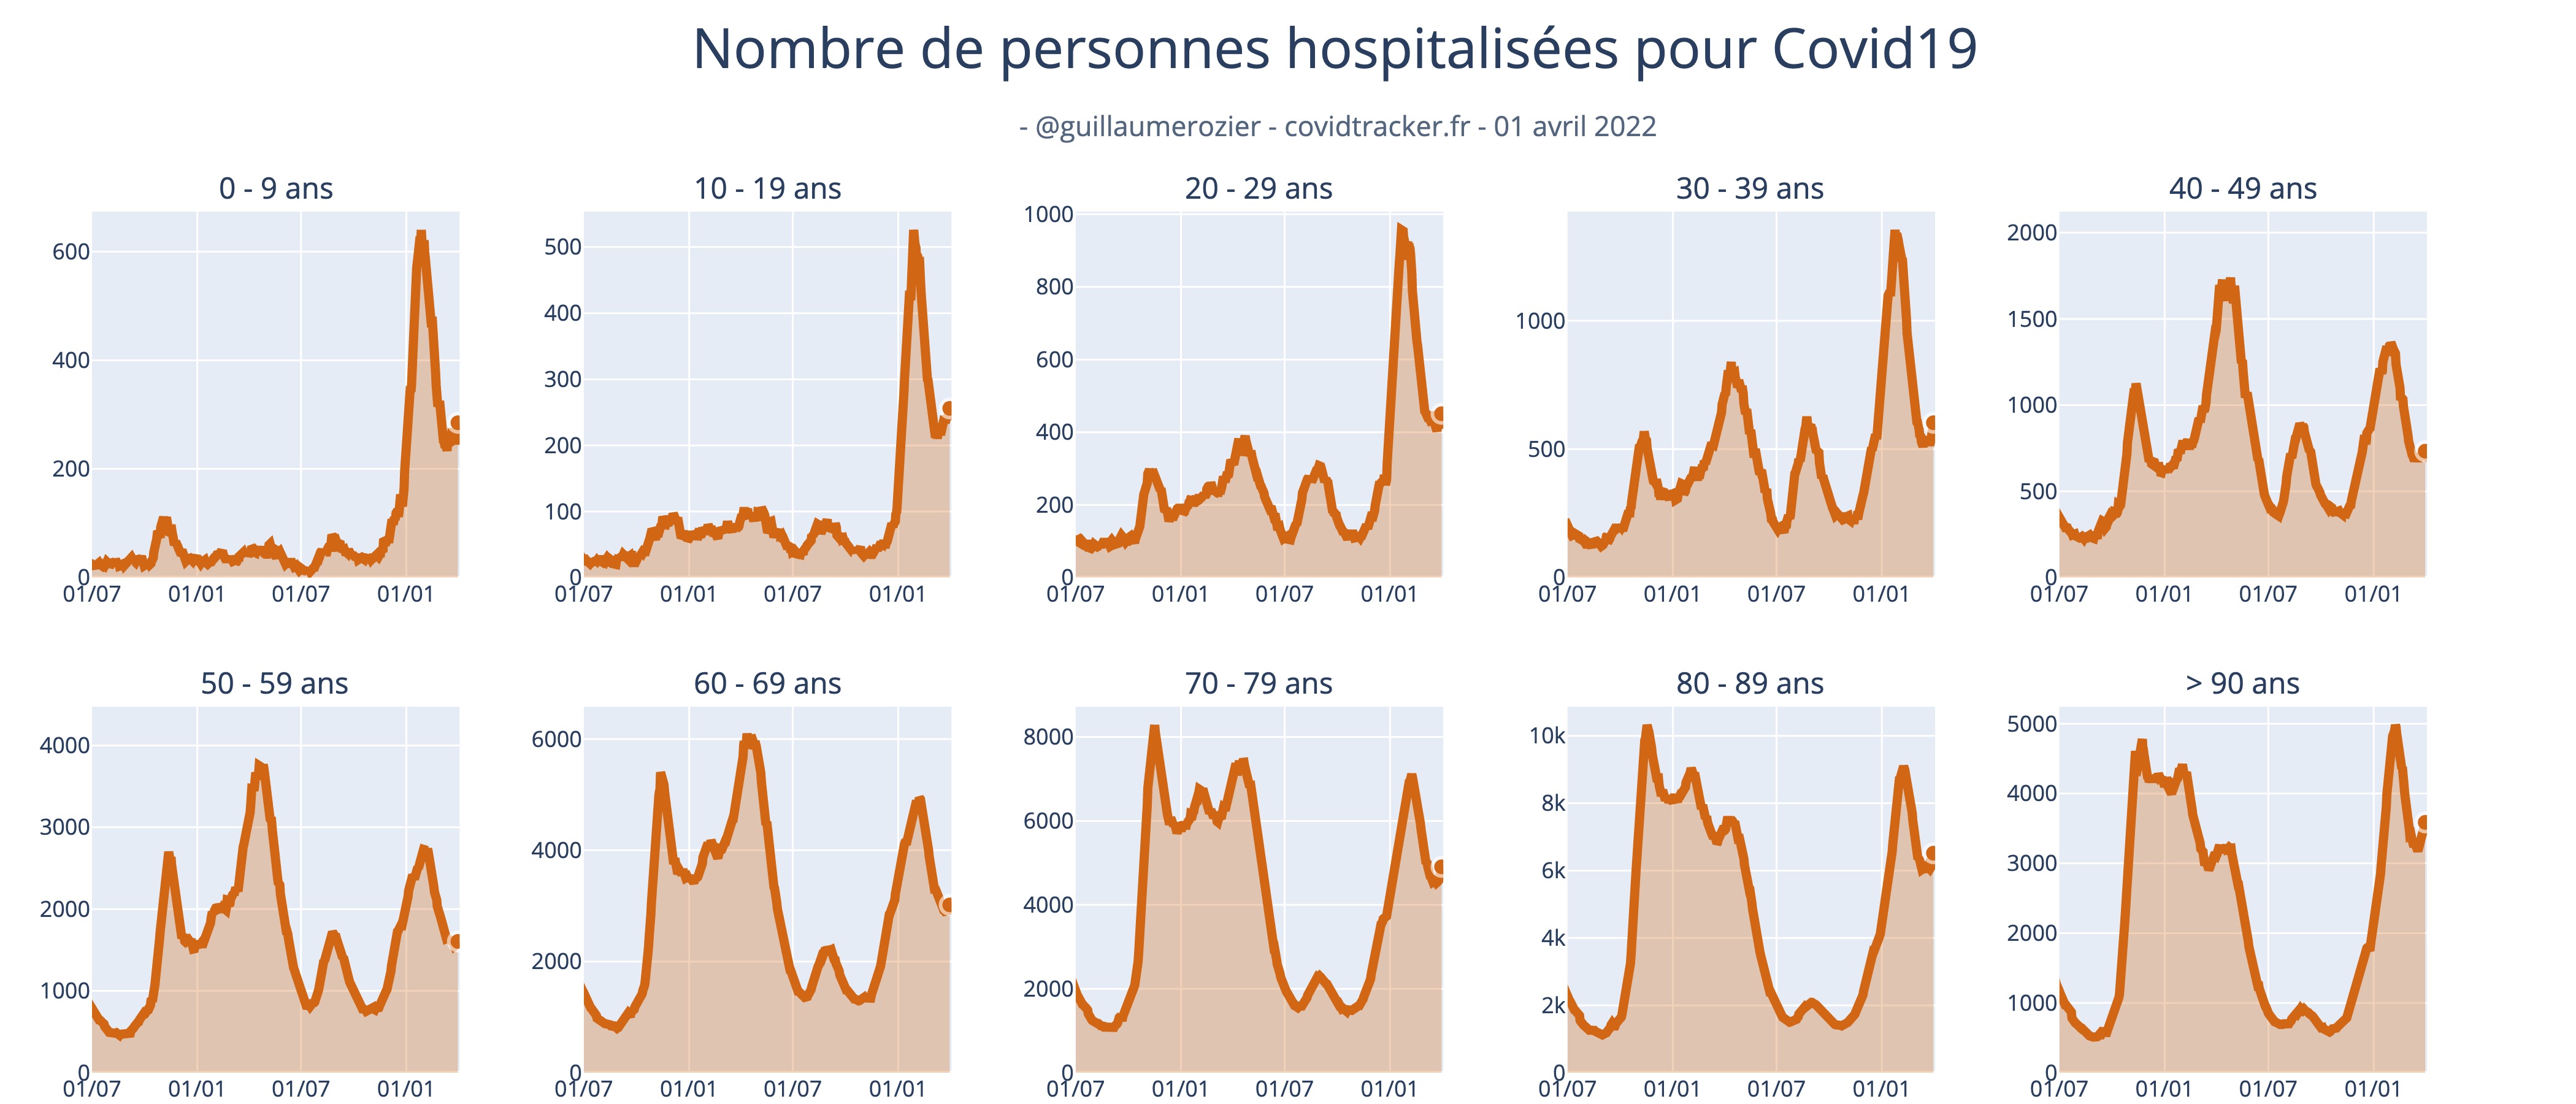 Nombre de personnes hospitalisées pour Covid19
- @guillaumerozier - covidtracker.fr - 01 avril 2022
0 - 9 ans
600
400
200
0
01/07 01/01 01/07 01/01
10 - 19 ans
500
400
300
200
100
0
01/07 01/01 01/07 01/01
20 - 29 ans
1000
800
600
400
200
0
01/07 01/01 01/07 01/01
30 - 39 ans
1000
500
0
01/07 01/01 01/07 01/01
40 - 49 ans
2000
1500
1000
500
0
01/07 01/01 01/07 01/01
50 - 59 ans
4000
3000
2000
1000
0
01/07 01/01 01/07 01/01
60 - 69 ans
6000
4000
2000
0
01/07 01/01 01/07 01/01
70 - 79 ans
8000
6000
4000
2000
0
01/07 01/01 01/07 01/01
80 - 89 ans
10k
8k
6k
4k
2k
0
01/07 01/01 01/07 01/01
> 90 ans
5000
4000
3000
2000
1000
0
01/07 01/01 01/07 01/01